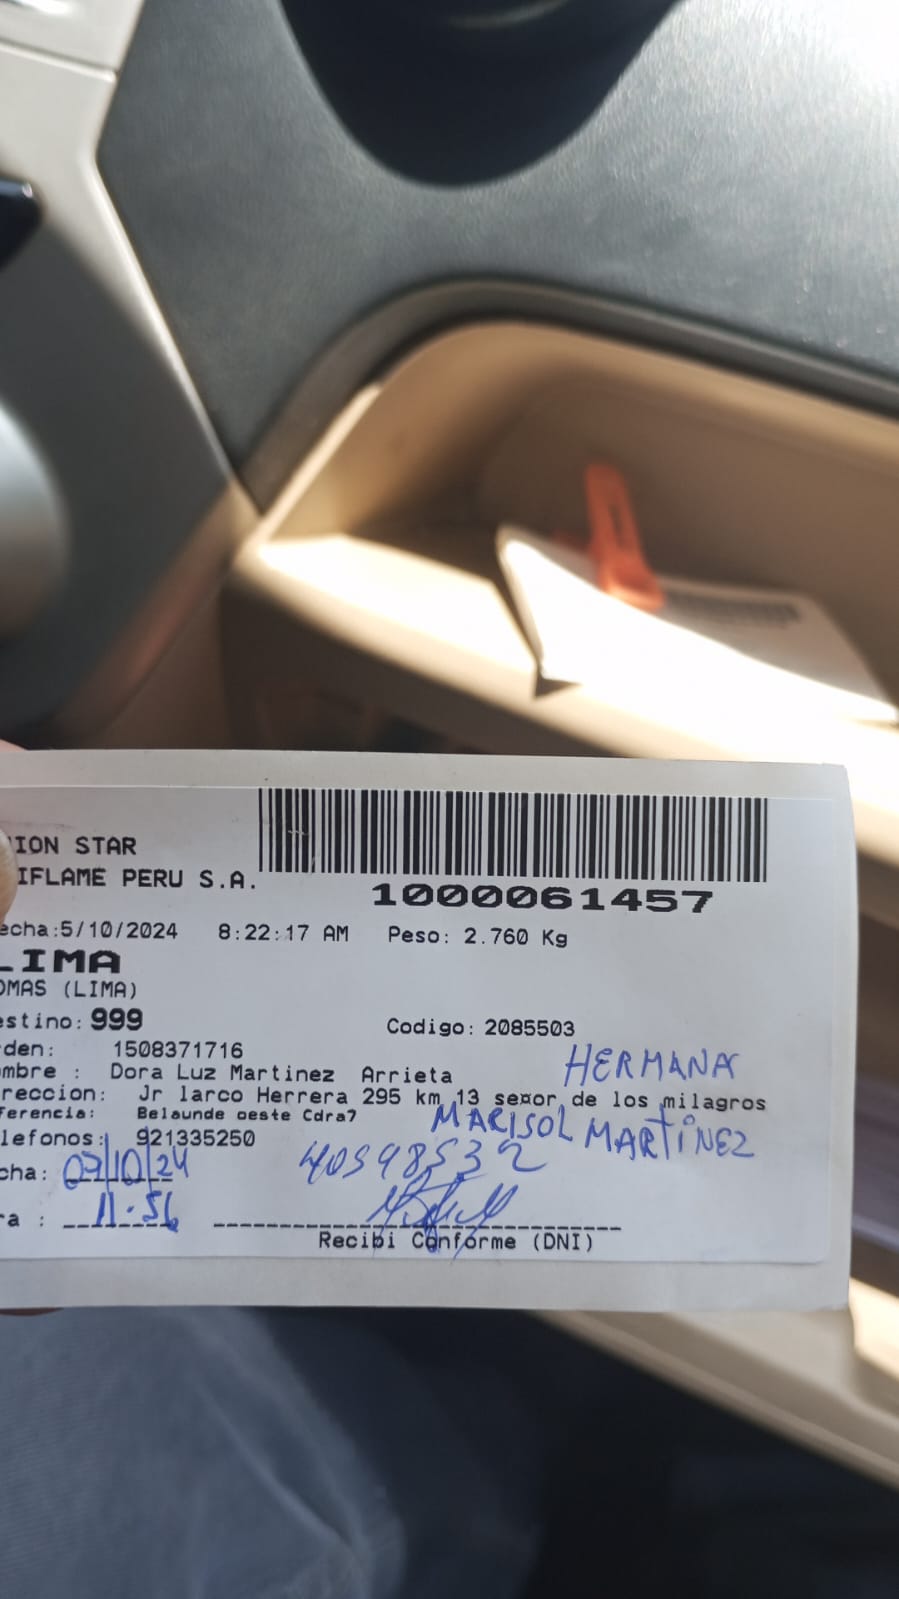 ION STAR
IFLAME PERU S.A.
1000061457
echa:5/10/2024 8:22:17 AM Peso: 2.760 Kg
LIMA
OMAS (LIMA)
estino: 999 Codigo: 2085503
den: 1508371716
mbre : Dora Luz Martinez Arrieta HERMANA
reccion: Jr larco Herrera 295 km 13 sexor de los milagros
ferencia: Belaunde oeste Cdra7 MARISOL MARTINEZ
lefonos: 921335250
cha: 07/10/24 40598532
ra : 11.56
Recibi Conforme (DNI)